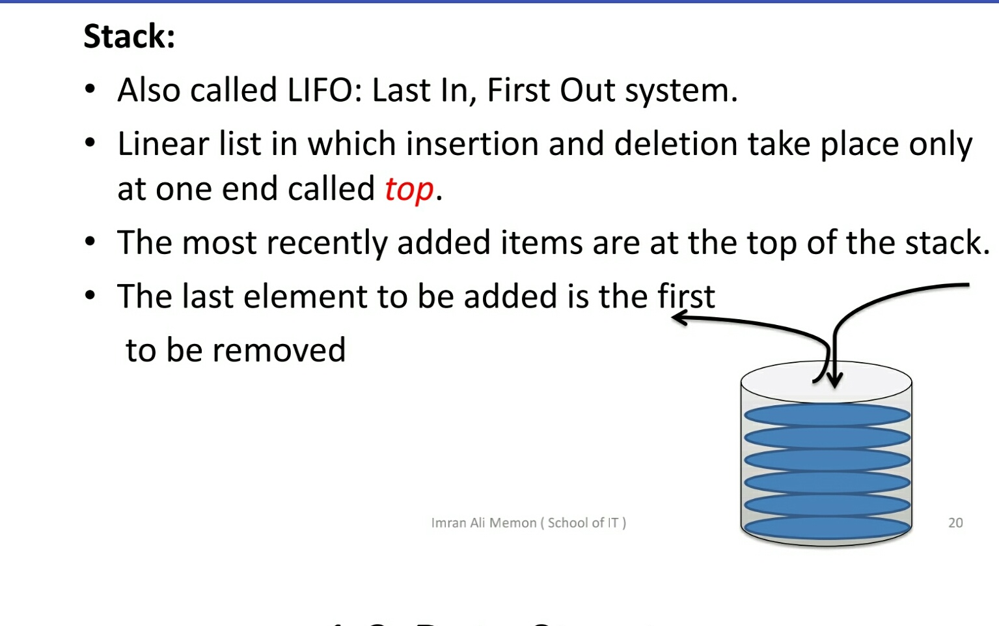 Stack:
• Also called LIFO: Last In, First Out system.
• Linear list in which insertion and deletion take place only
at one end called top.
• The most recently added items are at the top of the stack.
• The last element to be added is the first
to be removed
Imran Ali Memon ( School of IT )
20